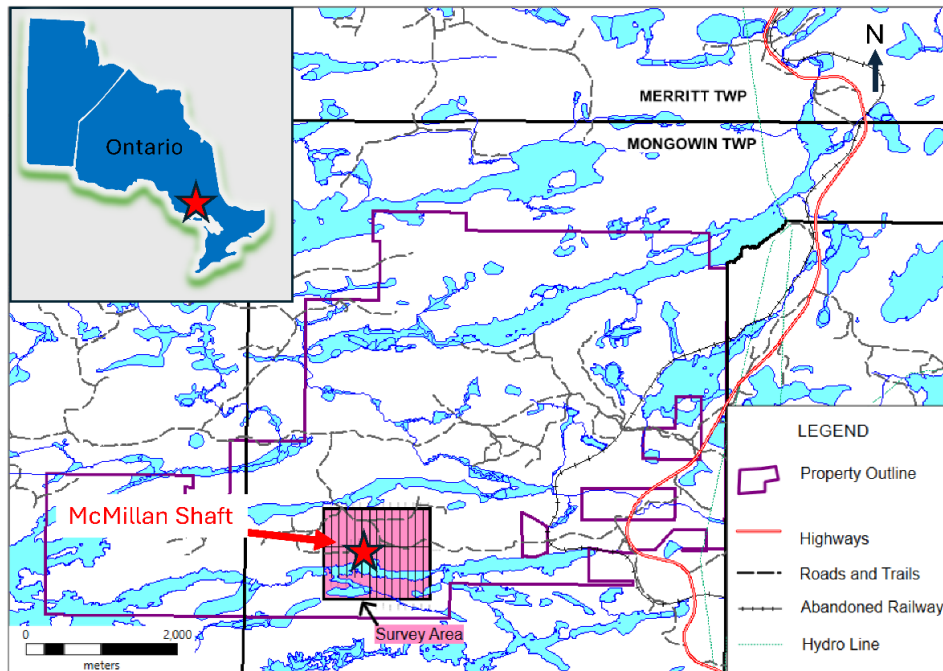 Ontario
N
MERRITT TWP
MONGOWIN TWP
LEGEND
Property Outline
Highways
Roads and Trails
Abandoned Railway
Hydro Line
McMillan Shaft
Survey Area
0 2,000
meters